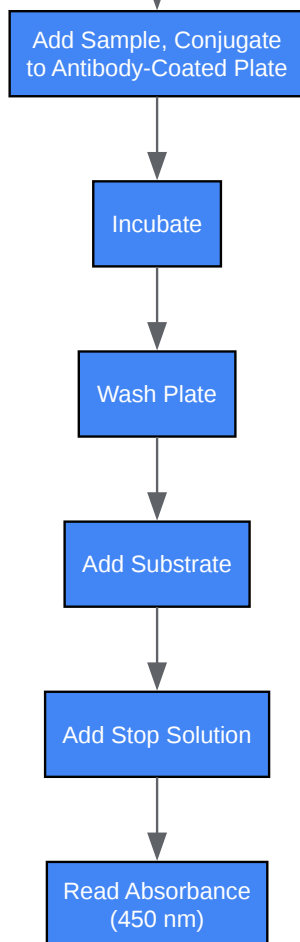 Add Sample, Conjugate
to Antibody-Coated Plate
Incubate
Wash Plate
Add Substrate
Add Stop Solution
Read Absorbance
(450 nm)